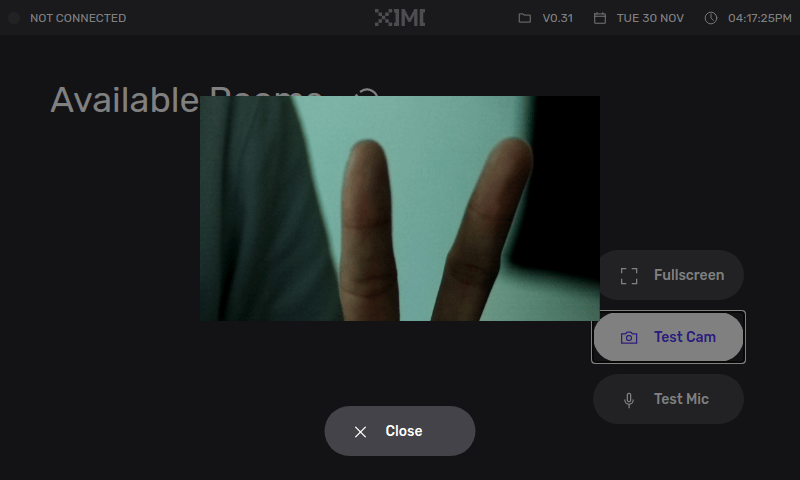 NOT CONNECTED
XIMI
V0.31
TUE 30 NOV
04:17:25PM
Available Rooms
Fullscreen
Test Cam
Test Mic
Close